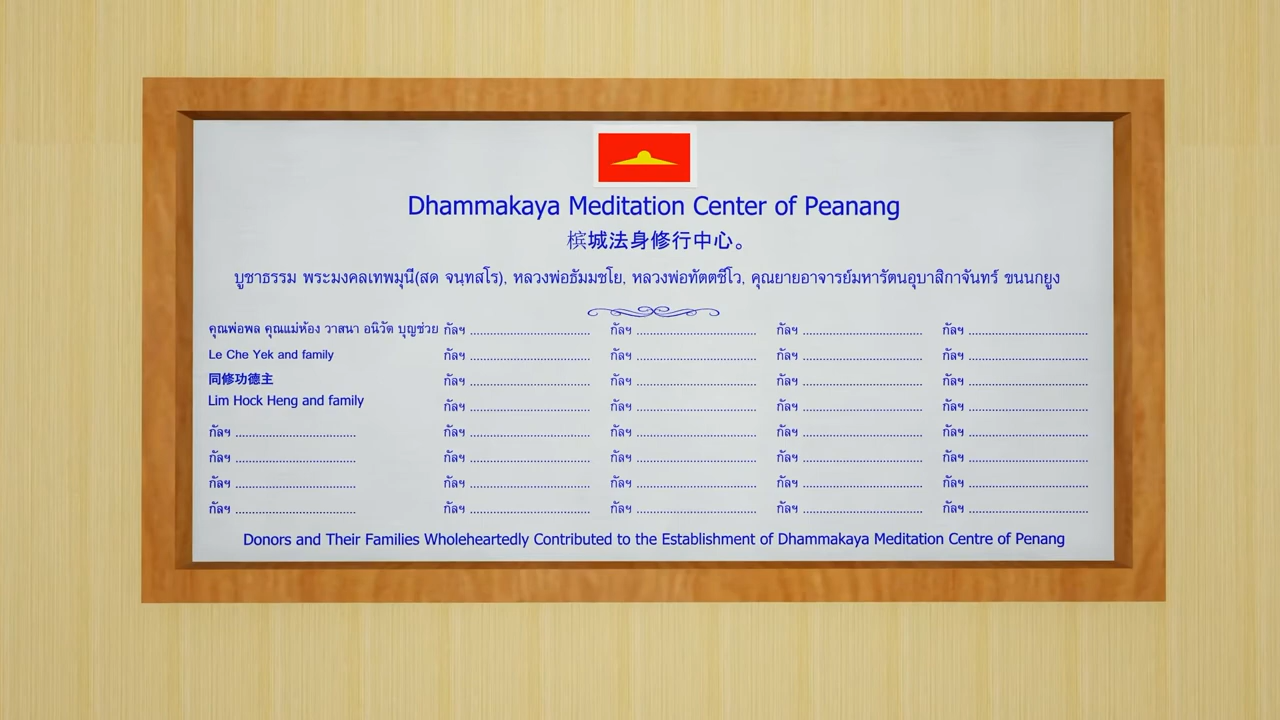 Dhammakaya Meditation Center of Peanang
槟城法身修行中心。
บูชาธรรม พระมงคลเทพมุนี(สด จนฺทสโร), หลวงพ่อธัมมชโย, หลวงพ่อทัตตชีโว, คุณยายอาจารย์มหารัตนอุบาสิกาจันทร์ ขนนกยูง
คุณพ่อพล คุณแม่ห้อง วาสนา อนิวัต บุญช่วย กัลฯ .............................. กัลฯ .............................. กัลฯ .............................. กัลฯ ..............................
Le Che Yek and family กัลฯ .............................. กัลฯ .............................. กัลฯ .............................. กัลฯ ..............................
同修功德主 กัลฯ .............................. กัลฯ .............................. กัลฯ .............................. กัลฯ ..............................
Lim Hock Heng and family กัลฯ .............................. กัลฯ .............................. กัลฯ .............................. กัลฯ ..............................
กัลฯ .............................. กัลฯ .............................. กัลฯ .............................. กัลฯ .............................. กัลฯ ..............................
กัลฯ .............................. กัลฯ .............................. กัลฯ .............................. กัลฯ .............................. กัลฯ ..............................
กัลฯ .............................. กัลฯ .............................. กัลฯ .............................. กัลฯ .............................. กัลฯ ..............................
กัลฯ .............................. กัลฯ .............................. กัลฯ .............................. กัลฯ .............................. กัลฯ ..............................
Donors and Their Families Wholeheartedly Contributed to the Establishment of Dhammakaya Meditation Centre of Penang